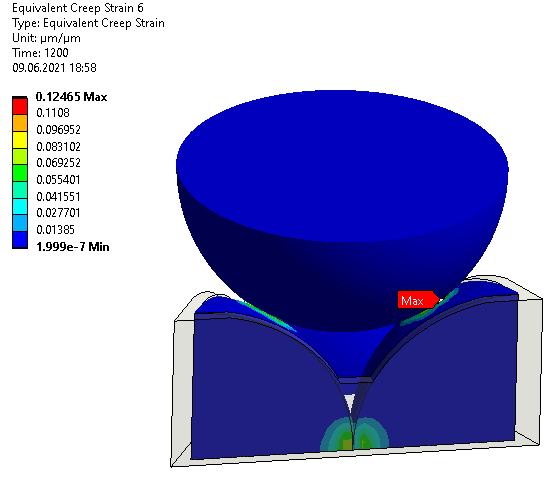 Equivalent Creep Strain 6
Type: Equivalent Creep Strain
Unit: µm/µm
Time: 1200
09.06.2021 18:58
0.12465 Max
0.1108
0.096952
0.083102
0.069252
0.055401
0.041551
0.027701
0.01385
1.999e-7 Min
Max